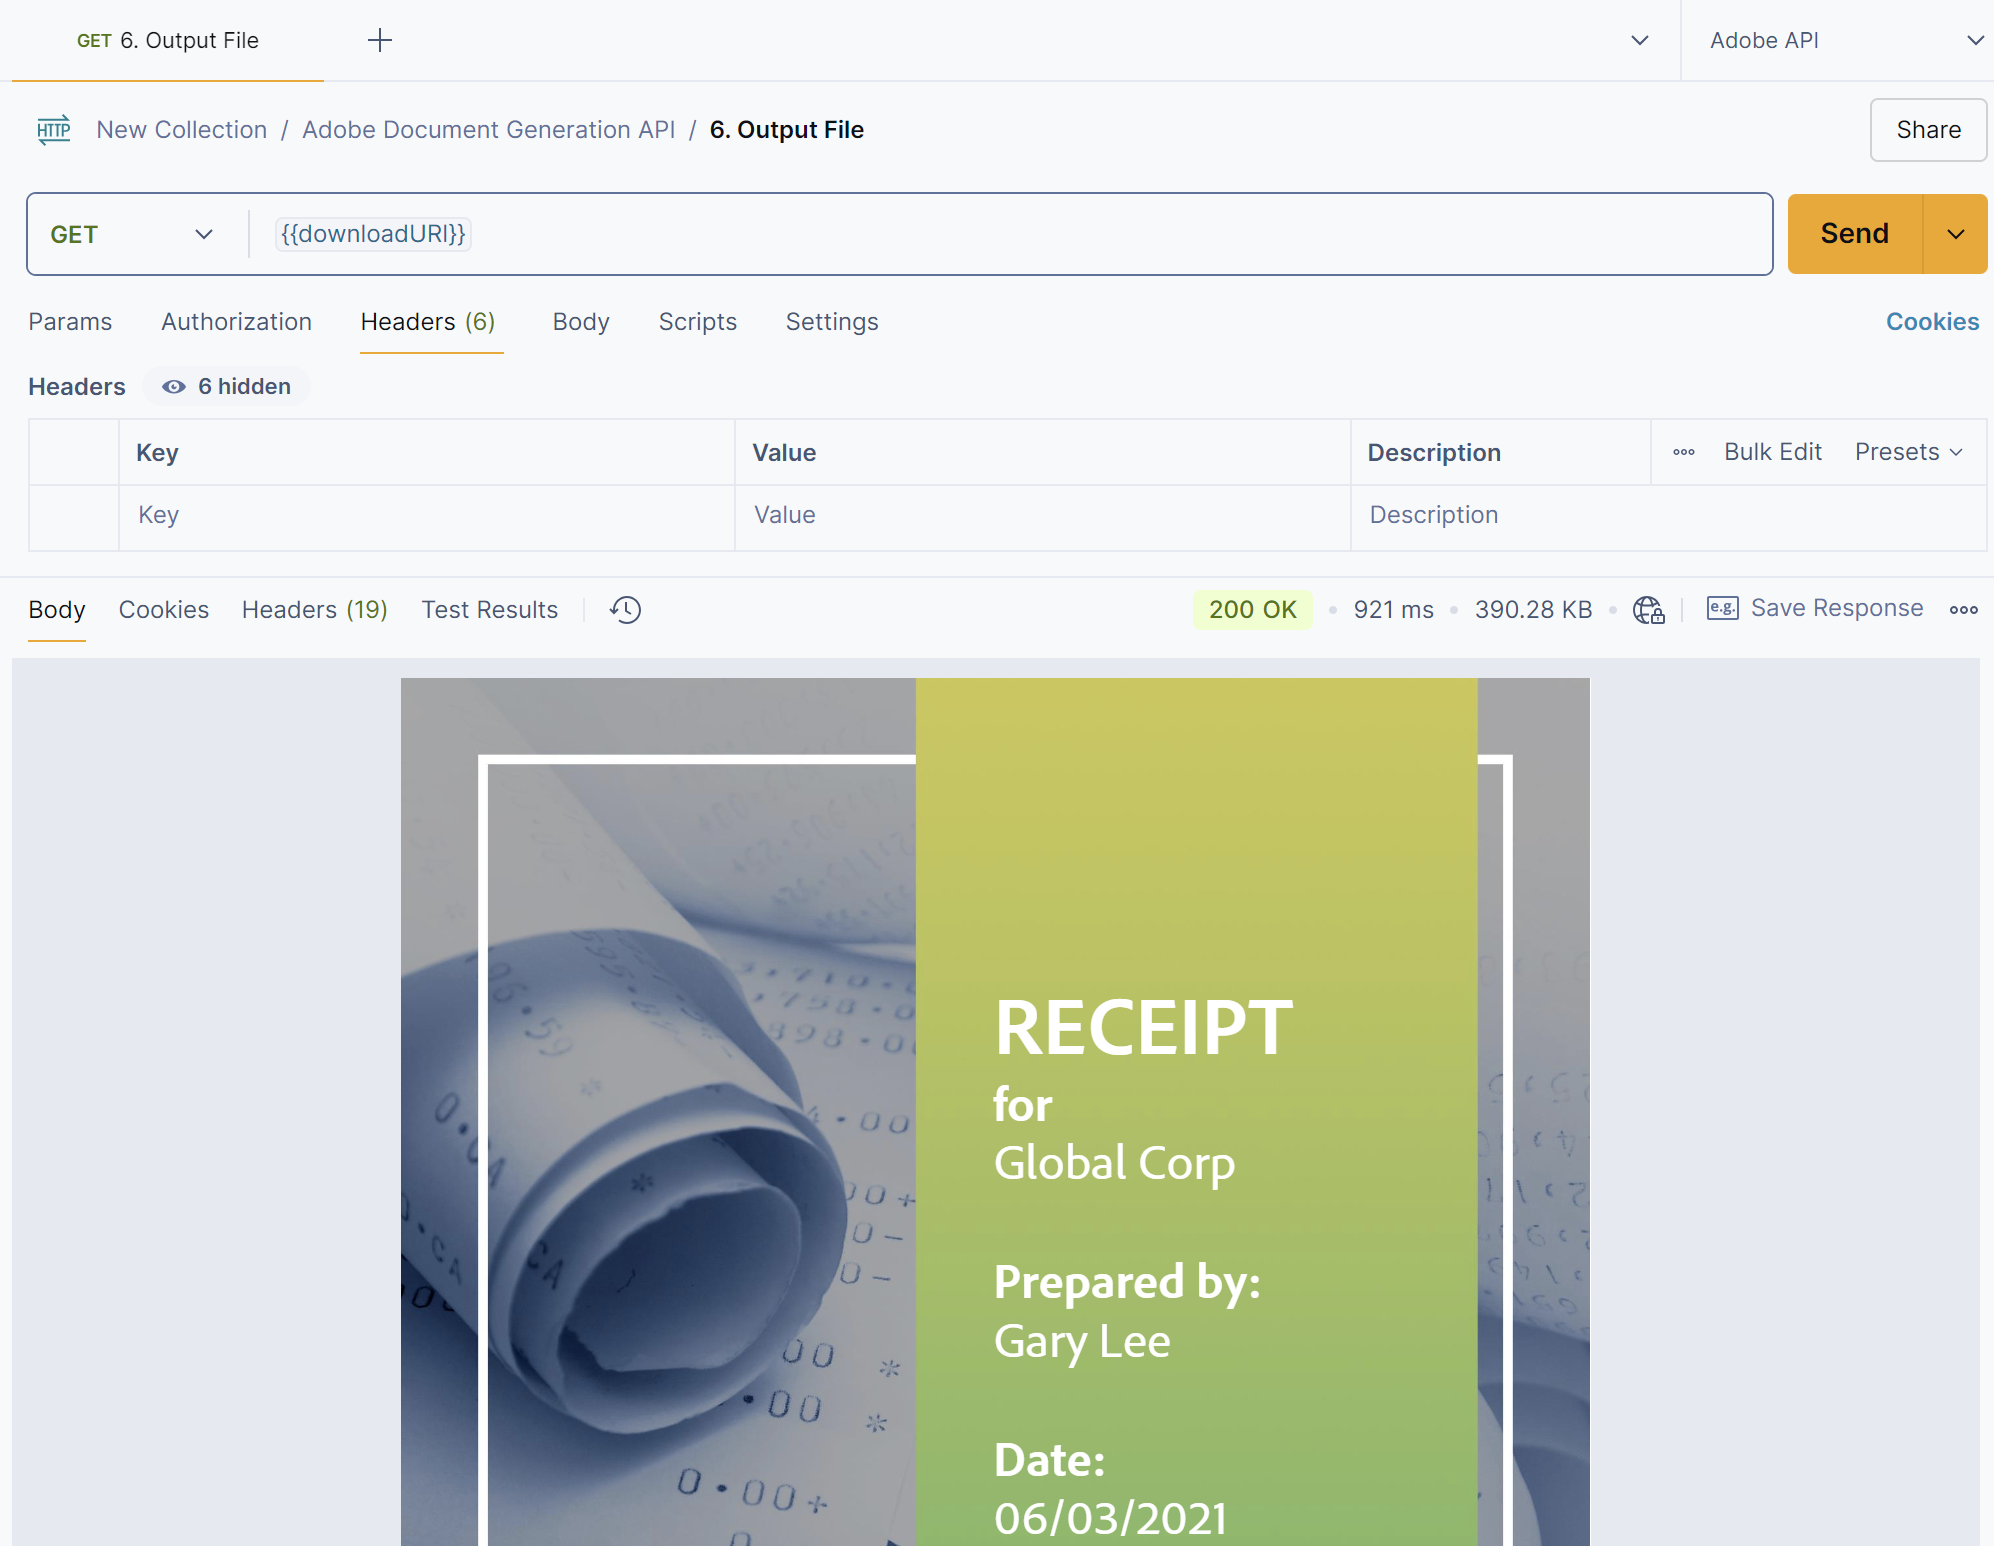 GET 6. Output File
Adobe API
HTTP New Collection / Adobe Document Generation API / 6. Output File
Share
GET {{downloadURI}}
Send
Params Authorization Headers (6) Body Scripts Settings Cookies
Headers 6 hidden
Key Value Description Bulk Edit Presets
Key Value Description
Body Cookies Headers (19) Test Results 200 OK 921 ms 390.28 KB e.g. Save Response
RECEIPT
for
Global Corp
Prepared by:
Gary Lee
Date:
06/03/2021